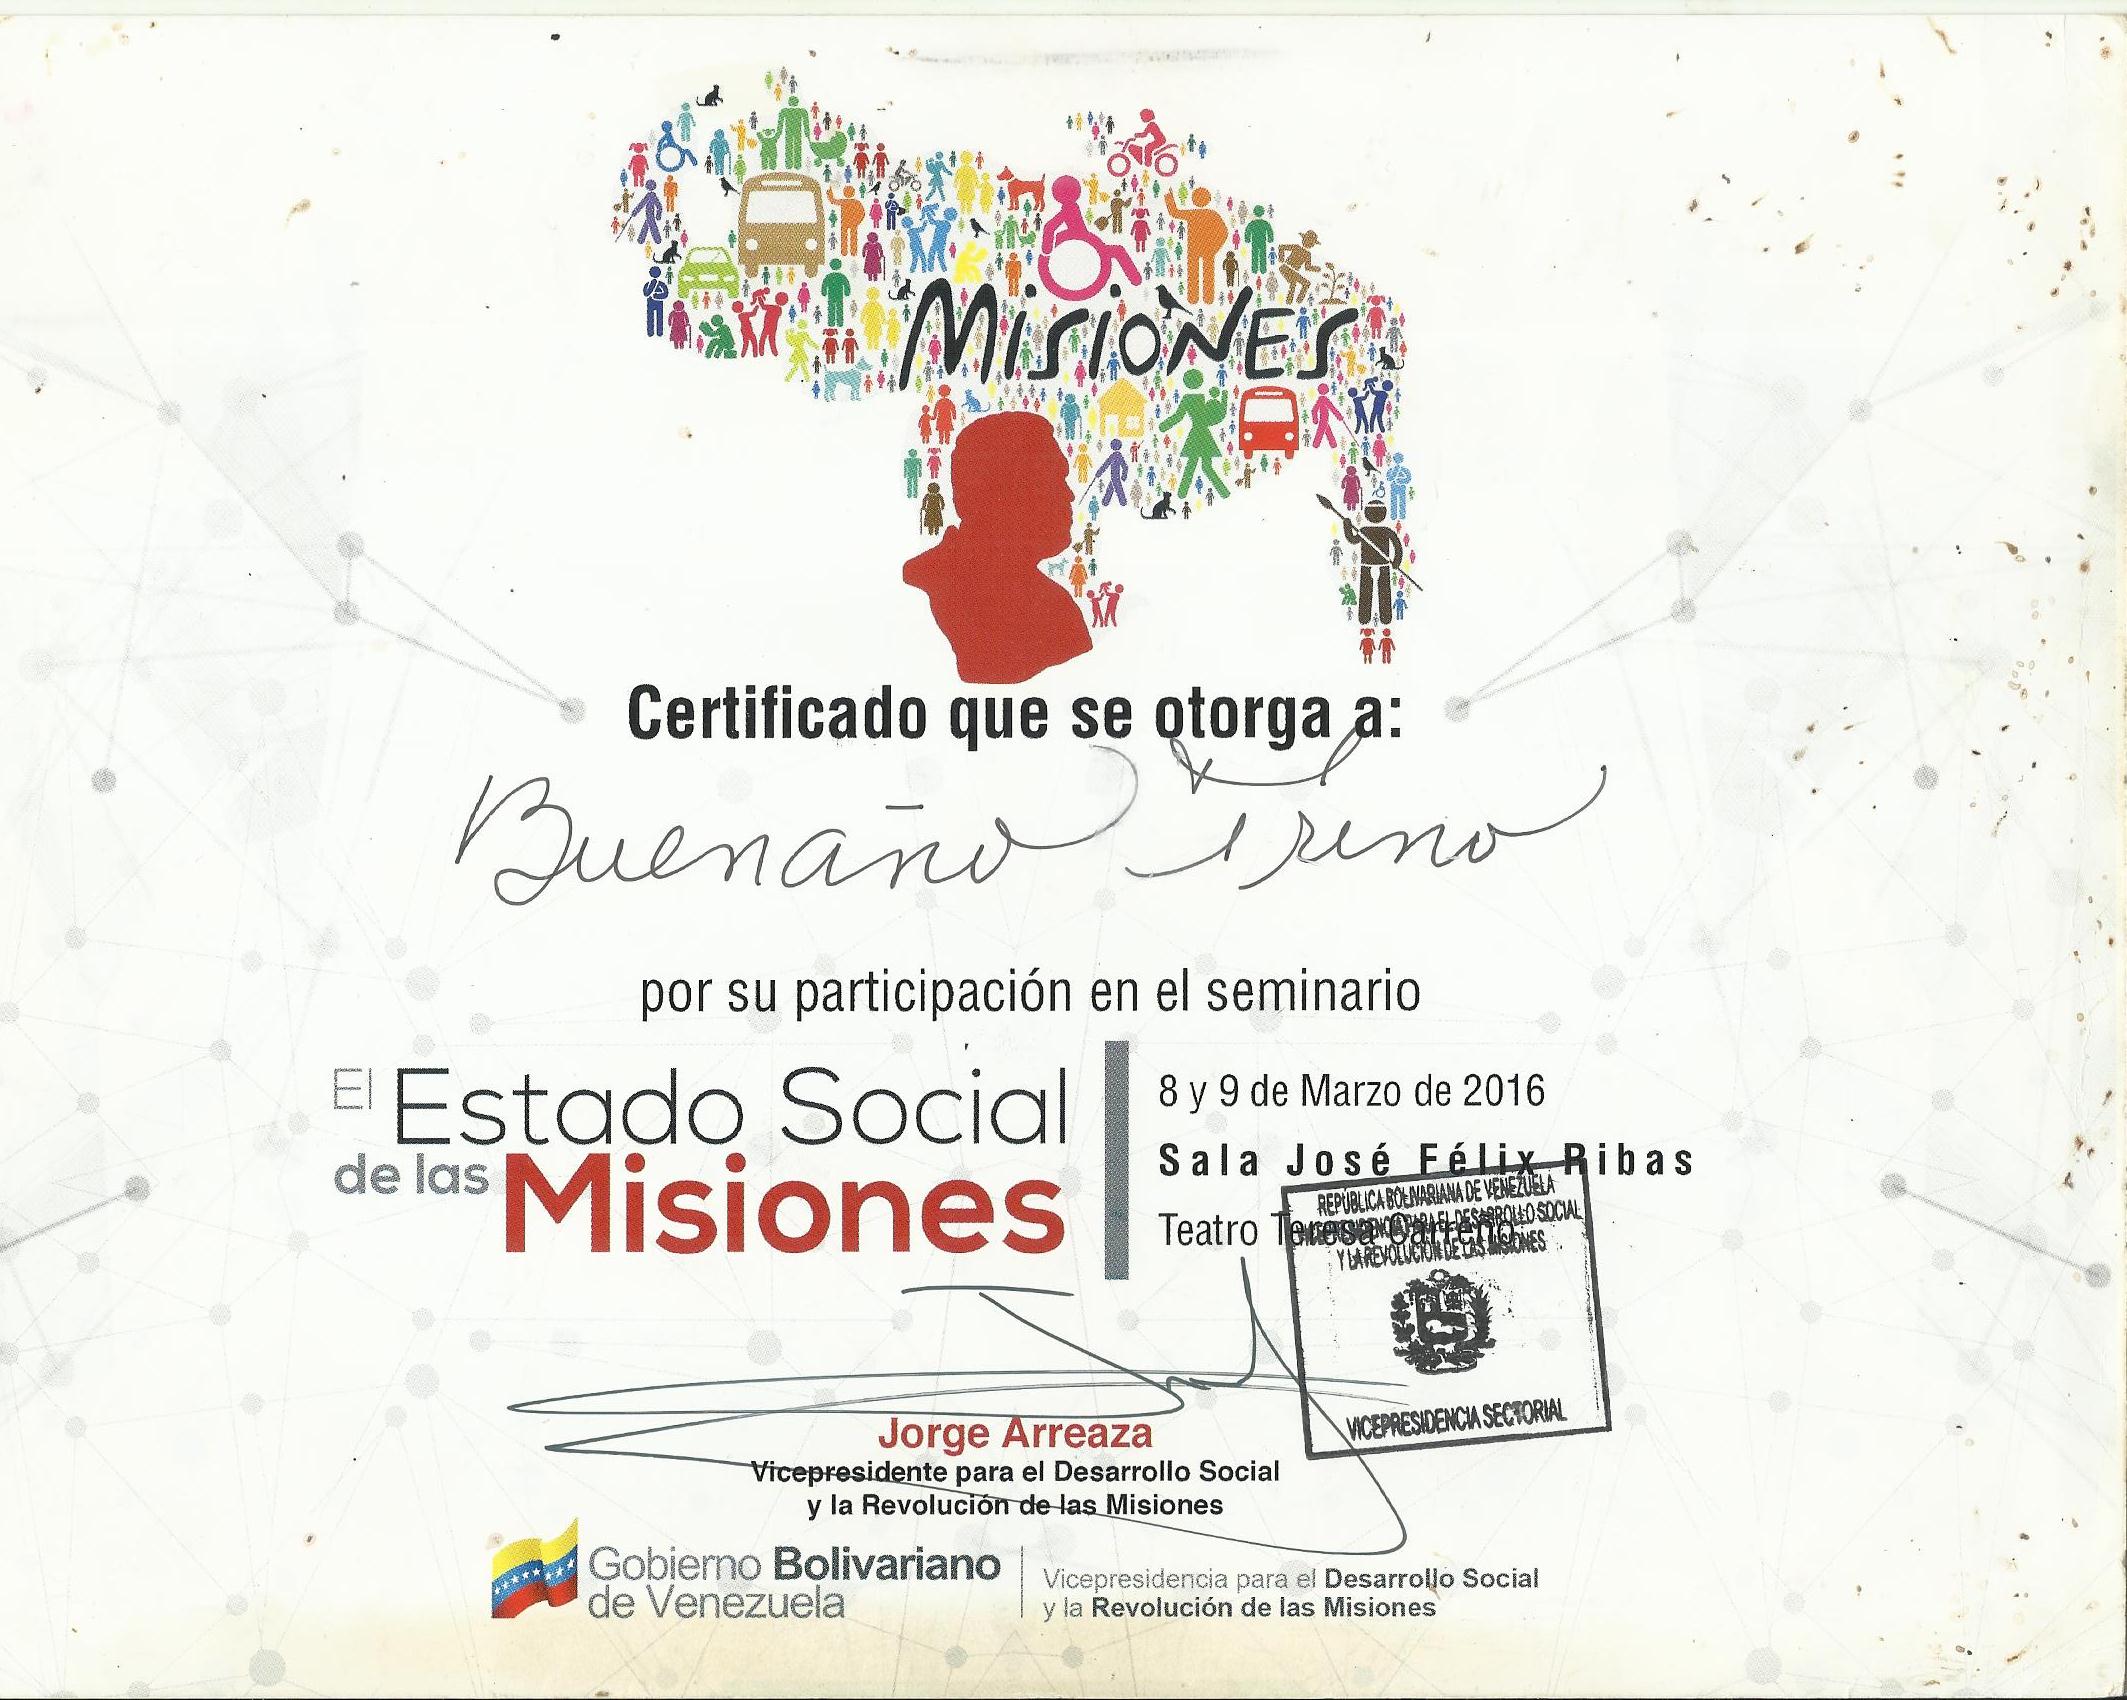 Misiones
Certificado que se otorga a:
Buenaño Freno
por su participación en el seminario
El Estado Social
de las Misiones
8 y 9 de Marzo de 2016
Sala José Félix Ribas
Teatro Teresa Carreño
REPÚBLICA BOLIVARIANA DE VENEZUELA
VICEPRESIDENCIA PARA EL DESARROLLO SOCIAL
Y LA REVOLUCIÓN DE LAS MISIONES
VICEPRESIDENCIA SECTORIAL
Jorge Arreaza
Vicepresidente para el Desarrollo Social
y la Revolución de las Misiones
Gobierno Bolivariano
de Venezuela
Vicepresidencia para el Desarrollo Social
y la Revolución de las Misiones